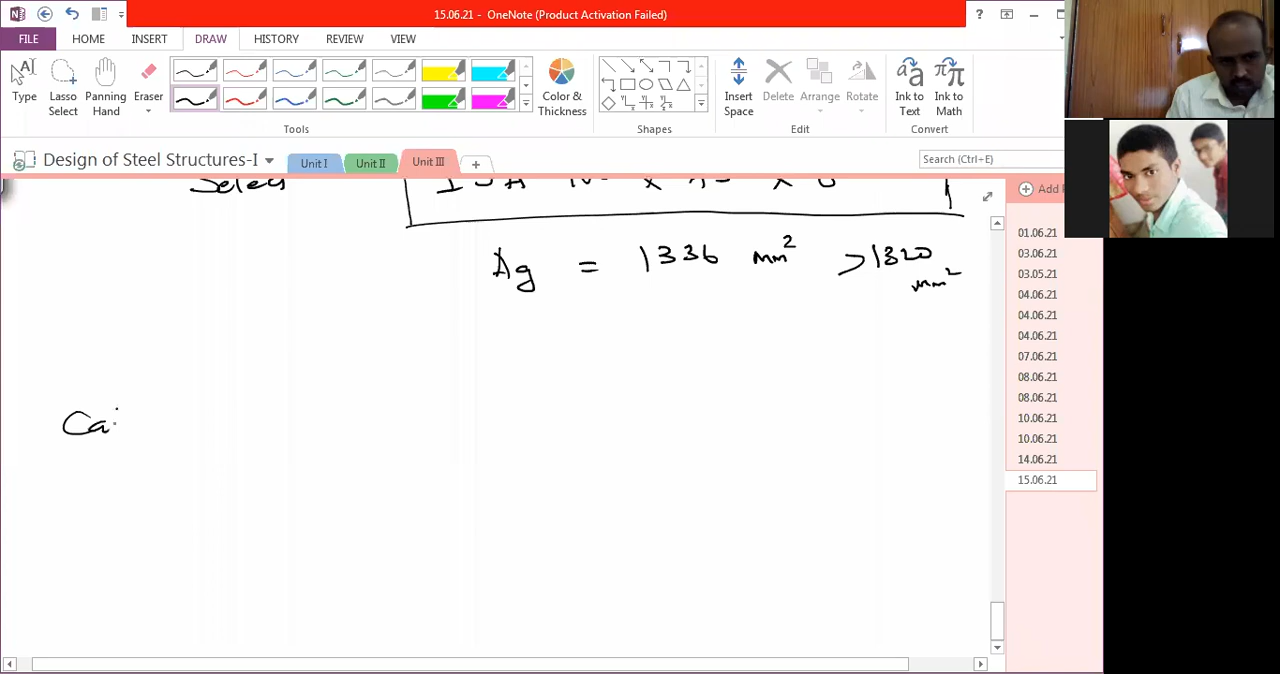 15.06.21 - OneNote (Product Activation Failed)
FILE HOME INSERT DRAW HISTORY REVIEW VIEW
Type
Lasso Select
Panning Hand
Eraser
Color & Thickness
Insert Space
Delete
Arrange
Rotate
Ink to Text
Ink to Math
Tools
Shapes
Edit
Convert
Design of Steel Structures-I
Unit I
Unit II
Unit III
Search (Ctrl+E)
Add
Select
Ag = 1336 mm² > 1320 mm²
Ca
01.06.21
03.06.21
03.05.21
04.06.21
04.06.21
04.06.21
07.06.21
08.06.21
08.06.21
10.06.21
10.06.21
14.06.21
15.06.21